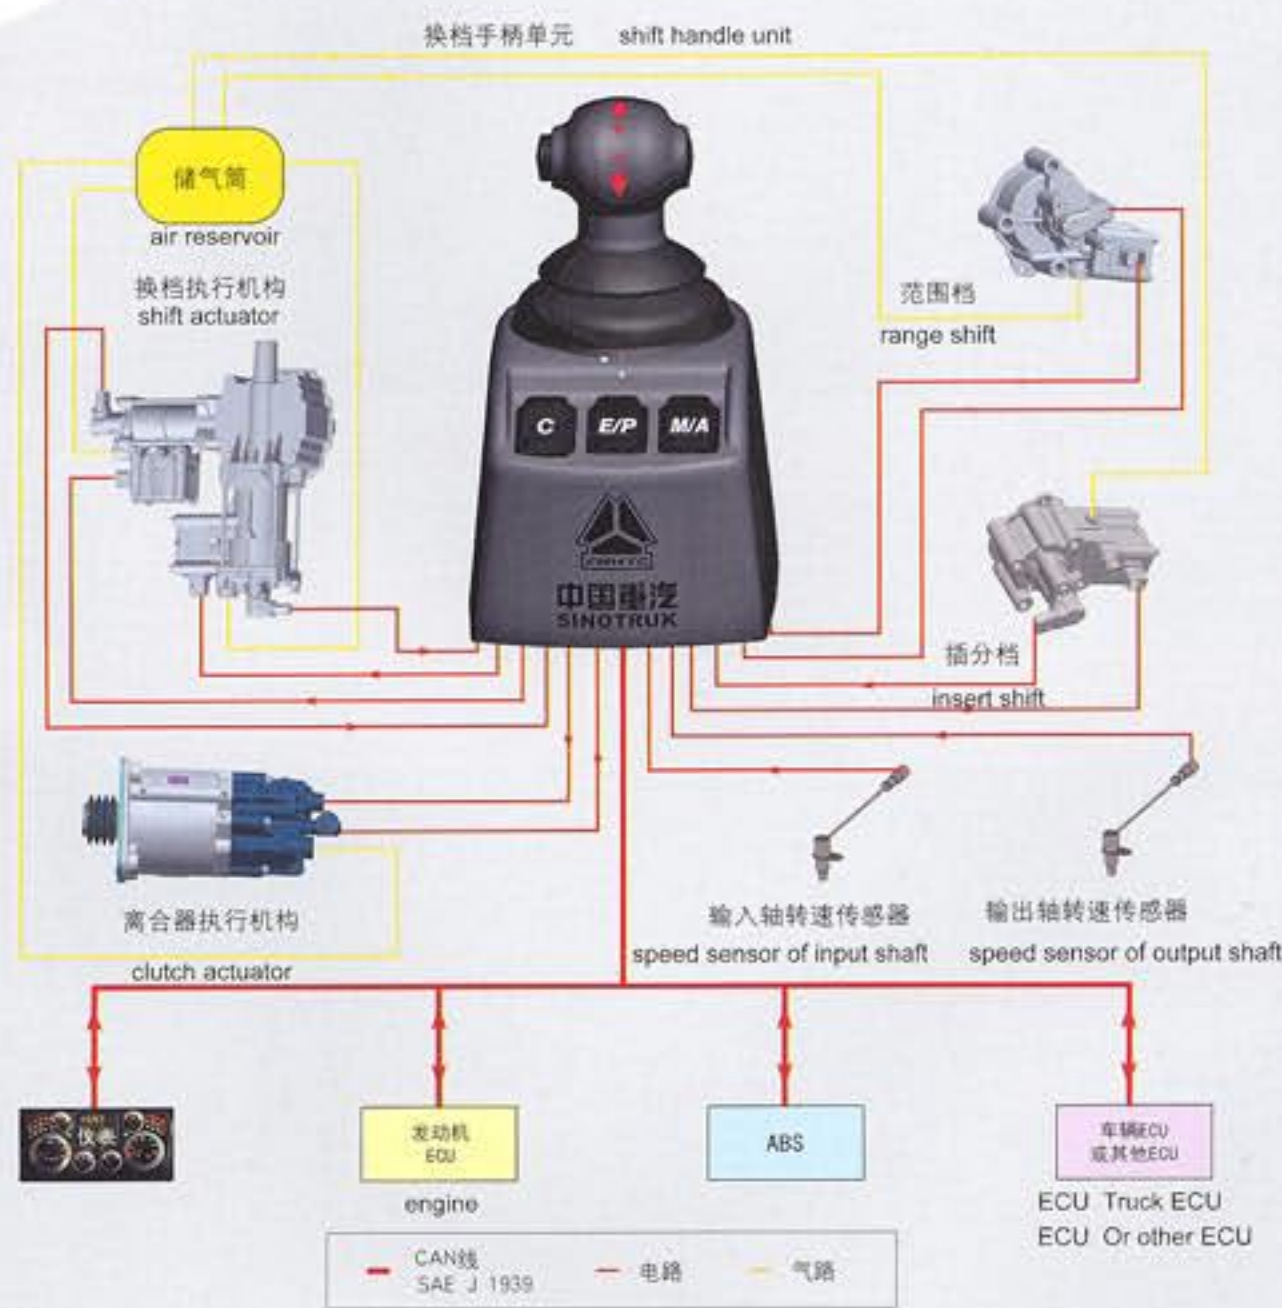 换档手柄单元 shift handle unit
储气筒
air reservoir
换档执行机构
shift actuator
范围档
range shift
C E/P M/A
中国重汽
SINOTRUK
插分档
insert shift
离合器执行机构
clutch actuator
输入轴转速传感器
speed sensor of input shaft
输出轴转速传感器
speed sensor of output shaft
仪表
发动机
ECU
engine
ABS
车辆ECU
或其他ECU
ECU Truck ECU
ECU Or other ECU
CAN线
SAE J 1939
电路
气路